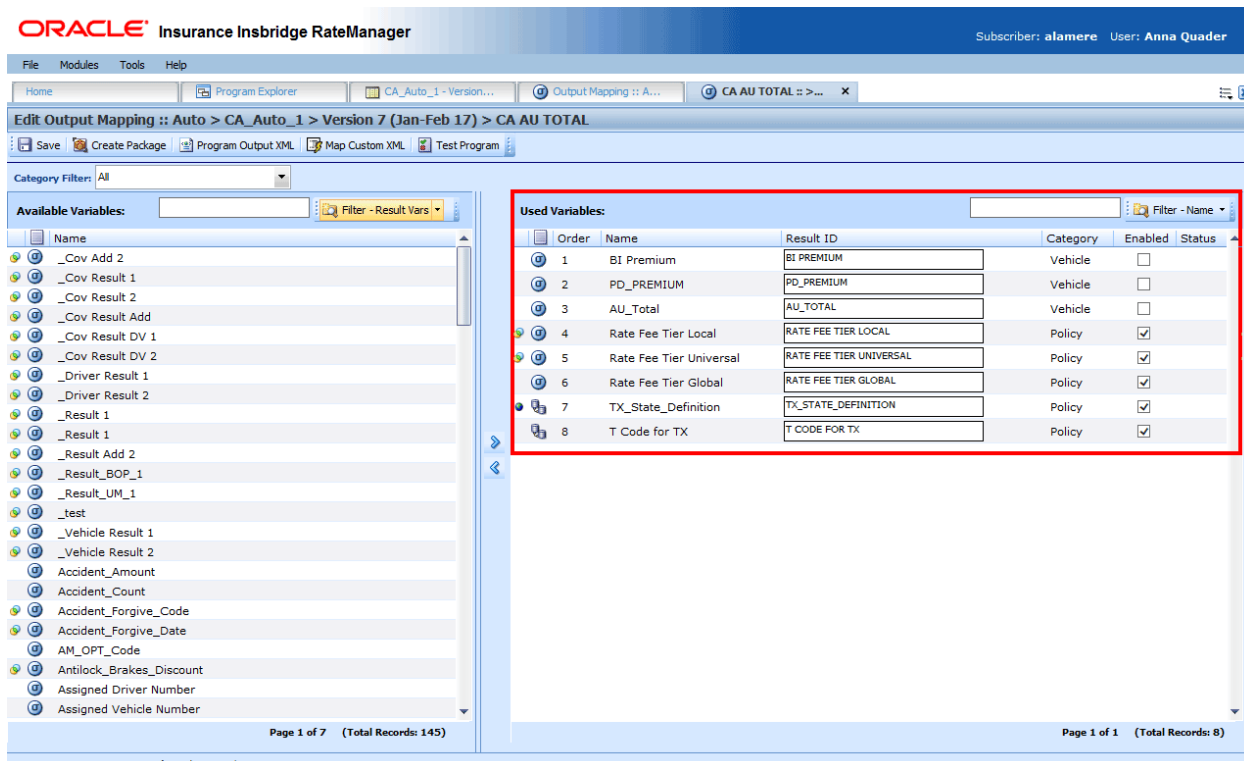 ORACLE' Insurance Insbridge RateManager
Subscriber: alamere User: Anna Quader
File Modules Tools Help
Home Program Explorer CA_Auto_1 - Version... Output Mapping :: A... CA AU TOTAL :: >... x
Edit Output Mapping :: Auto > CA_Auto_1 > Version 7 (Jan-Feb 17) > CA AU TOTAL
Save Create Package Program Output XML Map Custom XML Test Program
Category Filter: All
Available Variables: Filter - Result Vars
Name
_Cov Add 2
_Cov Result 1
_Cov Result 2
_Cov Result Add
_Cov Result DV 1
_Cov Result DV 2
_Driver Result 1
_Driver Result 2
_Result 1
_Result 1
_Result Add 2
_Result_BOP_1
_Result_UM_1
_test
_Vehicle Result 1
_Vehicle Result 2
Accident_Amount
Accident_Count
Accident_Forgive_Code
Accident_Forgive_Date
AM_OPT_Code
Antilock_Brakes_Discount
Assigned Driver Number
Assigned Vehicle Number
Page 1 of 7 (Total Records: 145)
Used Variables: Filter - Name
Order Name Result ID Category Enabled Status
1 BI Premium BI PREMIUM Vehicle
2 PD_PREMIUM PD_PREMIUM Vehicle
3 AU_Total AU_TOTAL Vehicle
4 Rate Fee Tier Local RATE FEE TIER LOCAL Policy
5 Rate Fee Tier Universal RATE FEE TIER UNIVERSAL Policy
6 Rate Fee Tier Global RATE FEE TIER GLOBAL Policy
7 TX_State_Definition TX_STATE_DEFINITION Policy
8 T Code for TX T CODE FOR TX Policy
Page 1 of 1 (Total Records: 8)